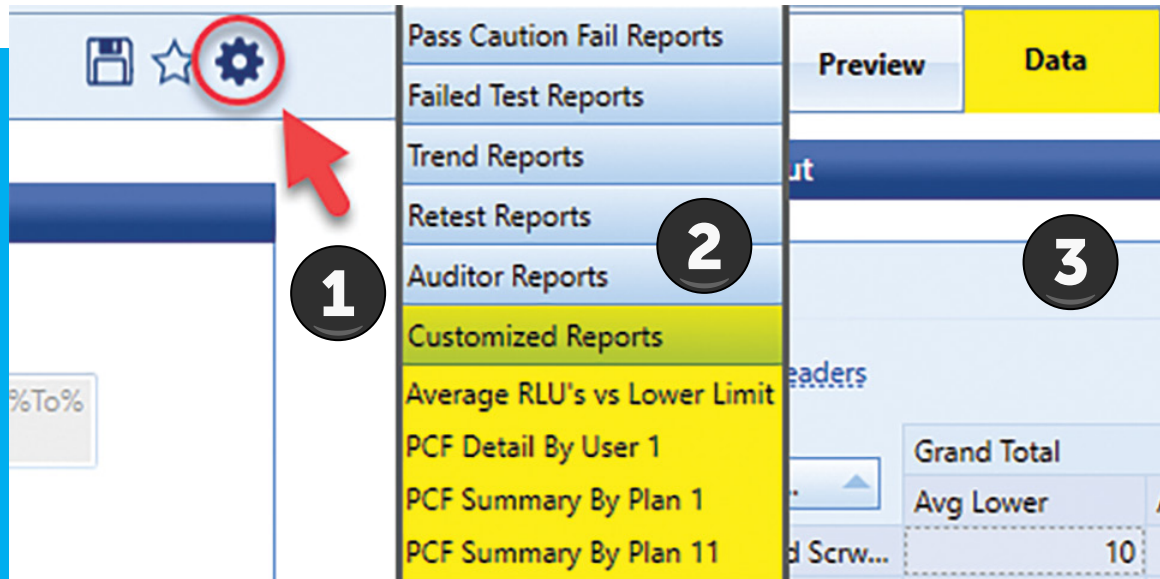 %To%
1
Pass Caution Fail Reports
Failed Test Reports
Trend Reports
Retest Reports
Auditor Reports
2
Customized Reports
Average RLU's vs Lower Limit
PCF Detail By User 1
PCF Summary By Plan 1
PCF Summary By Plan 11
Preview
Data
ut
3
eaders
Grand Total
Avg Lower
d Scrw... 10